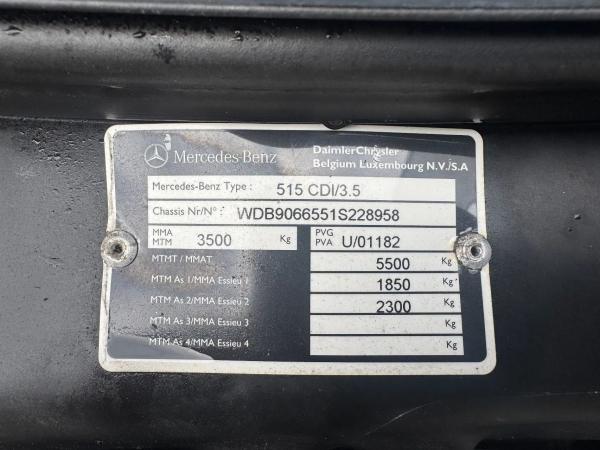 Mercedes-Benz
DaimlerChrysler
Belgium Luxembourg N.V./S.A
Mercedes-Benz Type : 515 CDI/3.5
Chassis Nr/N° : WDB9066551S228958
MMA
MTM 3500 Kg
PVG
PVA U/01182
MTMT / MMAT 5500 Kg
MTM As 1/MMA Essieu 1 1850 Kg
MTM As 2/MMA Essieu 2 2300 Kg
MTM As 3/MMA Essieu 3 Kg
MTM As 4/MMA Essieu 4 Kg